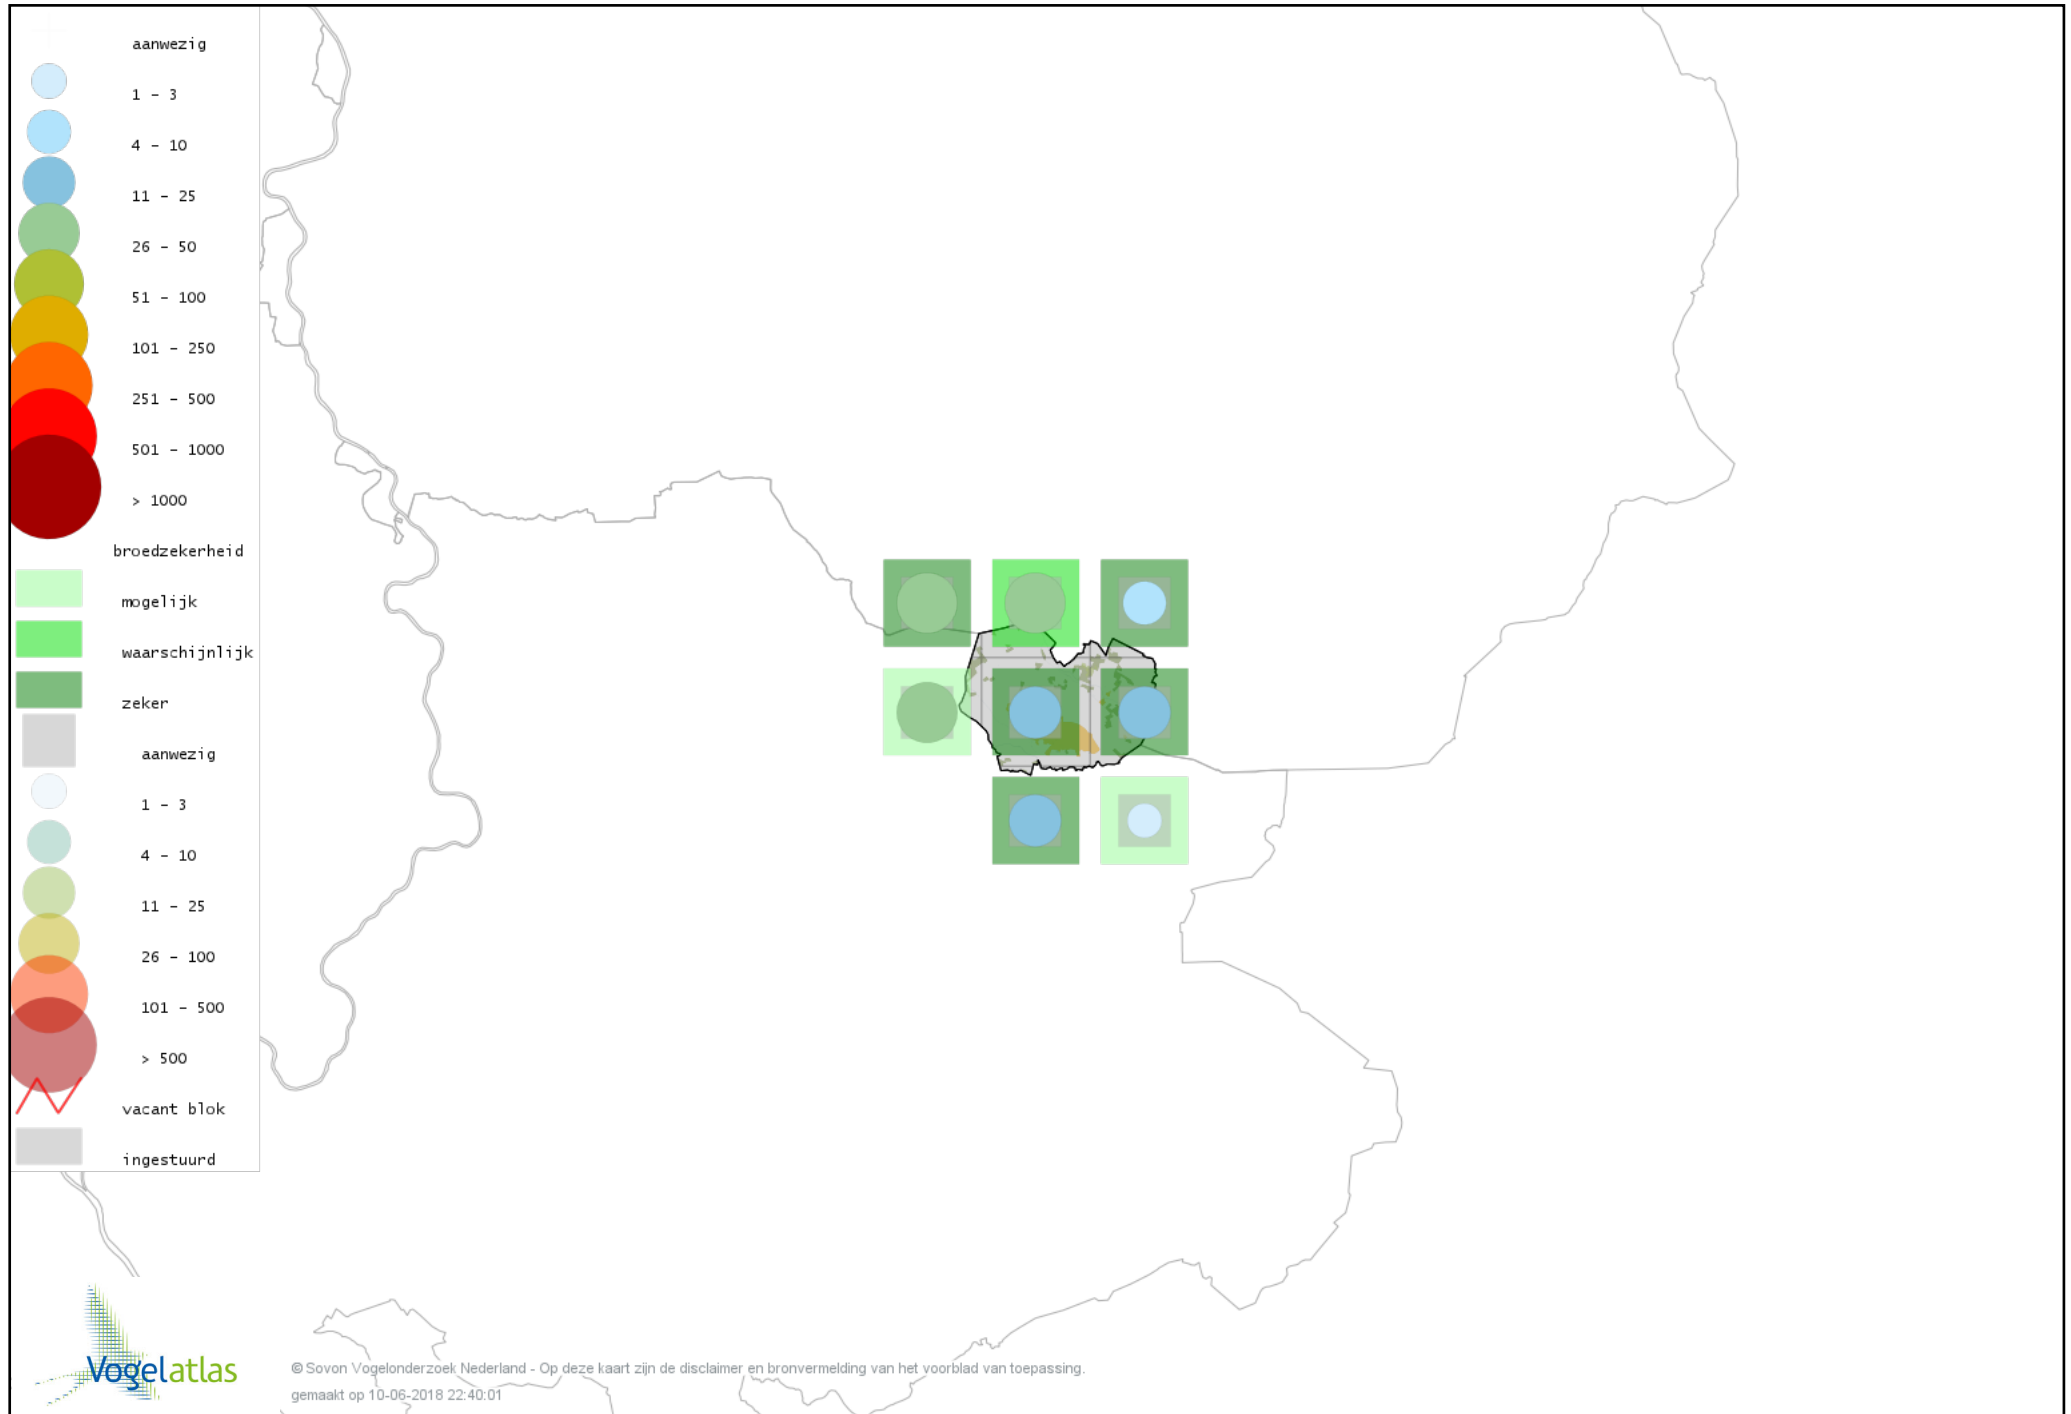 aanwezig
1 - 3
4 - 10
11 - 25
26 - 50
51 - 100
101 - 250
251 - 500
501 - 1000
> 1000
broedzekerheid
mogelijk
waarschijnlijk
zeker
aanwezig
1 - 3
4 - 10
11 - 25
26 - 100
101 - 500
> 500
vacant blok
ingestuurd
Vogelatlas
© Sovon Vogelonderzoek Nederland - Op deze kaart zijn de disclaimer en bronvermelding van het voorblad van toepassing.
gemaakt op 10-06-2018 22:40:01